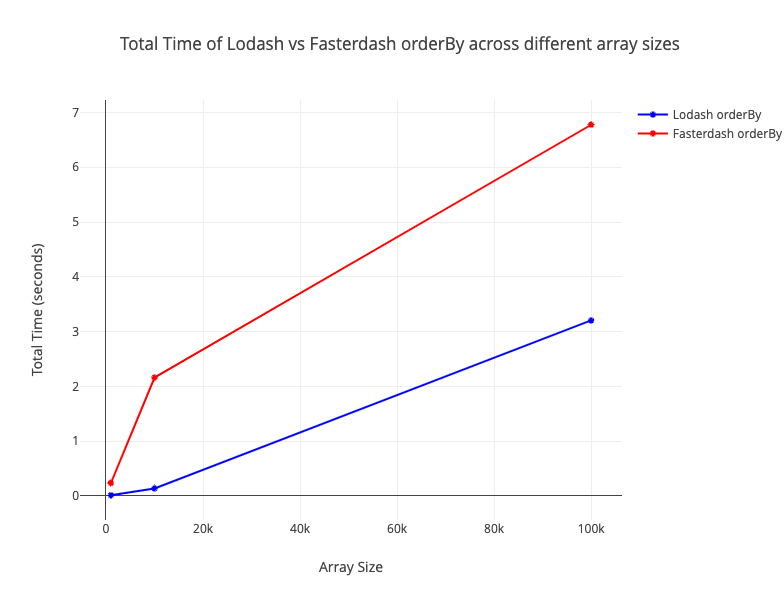 Total Time of Lodash vs Fasterdash orderBy across different array sizes
Lodash orderBy
Fasterdash orderBy
Total Time (seconds)
7
6
5
4
3
2
1
0
0 20k 40k 60k 80k 100k
Array Size